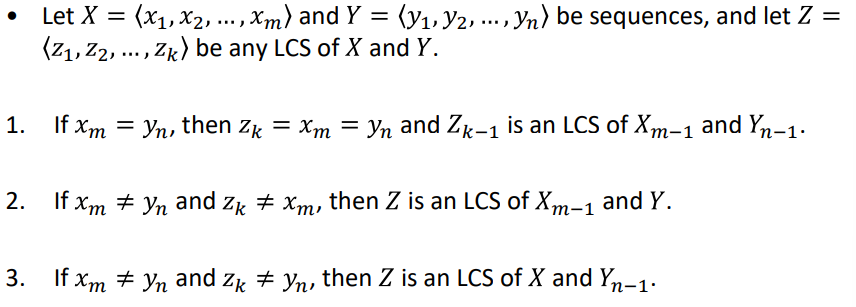 • Let X = ⟨x₁, x₂, …, xₘ⟩ and Y = ⟨y₁, y₂, …, yₙ⟩ be sequences, and let Z =
⟨z₁, z₂, …, zₖ⟩ be any LCS of X and Y.
1. If xₘ = yₙ, then zₖ = xₘ = yₙ and Zₖ₋₁ is an LCS of Xₘ₋₁ and Yₙ₋₁.
2. If xₘ ≠ yₙ and zₖ ≠ xₘ, then Z is an LCS of Xₘ₋₁ and Y.
3. If xₘ ≠ yₙ and zₖ ≠ yₙ, then Z is an LCS of X and Yₙ₋₁.